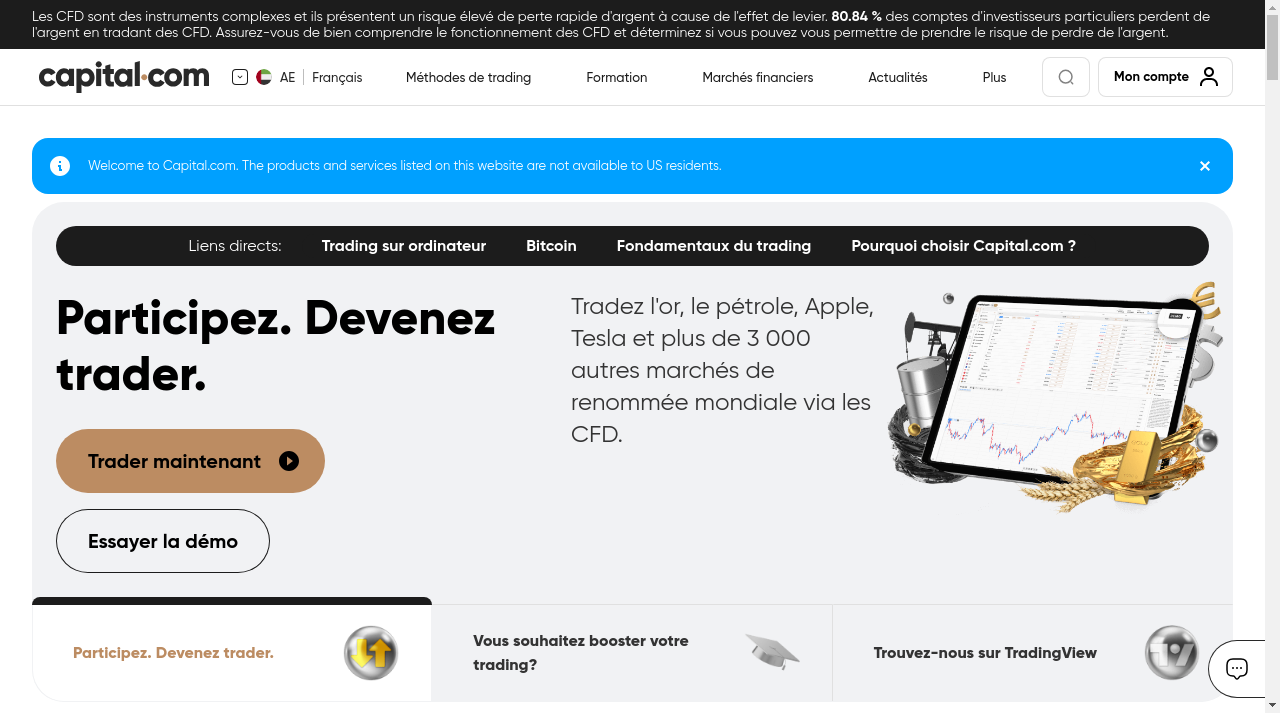 Les CFD sont des instruments complexes et ils présentent un risque élevé de perte rapide d'argent à cause de l'effet de levier. 80.84 % des comptes d'investisseurs particuliers perdent de
l'argent en tradant des CFD. Assurez-vous de bien comprendre le fonctionnement des CFD et déterminez si vous pouvez vous permettre de prendre le risque de perdre de l'argent.
capital.com
AE Français Méthodes de trading Formation Marchés financiers Actualités Plus Mon compte
Welcome to Capital.com. The products and services listed on this website are not available to US residents.
Liens directs: Trading sur ordinateur Bitcoin Fondamentaux du trading Pourquoi choisir Capital.com ?
Participez. Devenez
trader.
Tradez l'or, le pétrole, Apple,
Tesla et plus de 3 000
autres marchés de
renommée mondiale via les
CFD.
Trader maintenant
Essayer la démo
Participez. Devenez trader.
Vous souhaitez booster votre
trading?
Trouvez-nous sur TradingView